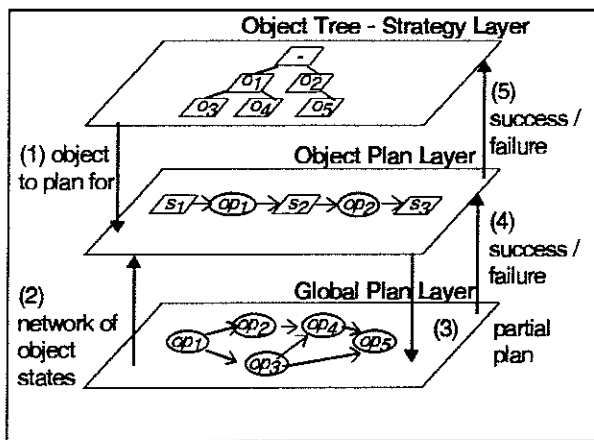 Object Tree - Strategy Layer
-
o1 o2
o3 o4 o5
(1) object
to plan for
(5)
success /
failure
Object Plan Layer
s1 op1 s2 op2 s3
(4)
success /
failure
(2)
network of
object
states
Global Plan Layer
op1 op2 op4 op5
op3
(3) partial
plan